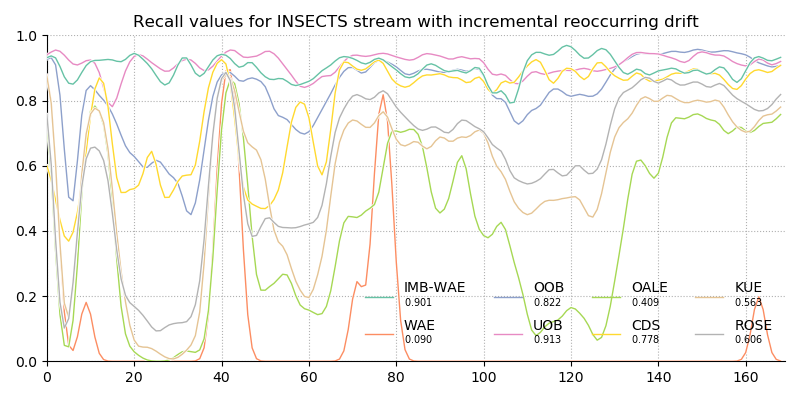 Recall values for INSECTS stream with incremental reoccurring drift
1.0
0.8
0.6
0.4
0.2
0.0
IMB-WAE OOB OALE KUE
0.901 0.822 0.409 0.563
WAE UOB CDS ROSE
0.090 0.913 0.778 0.606
0 20 40 60 80 100 120 140 160